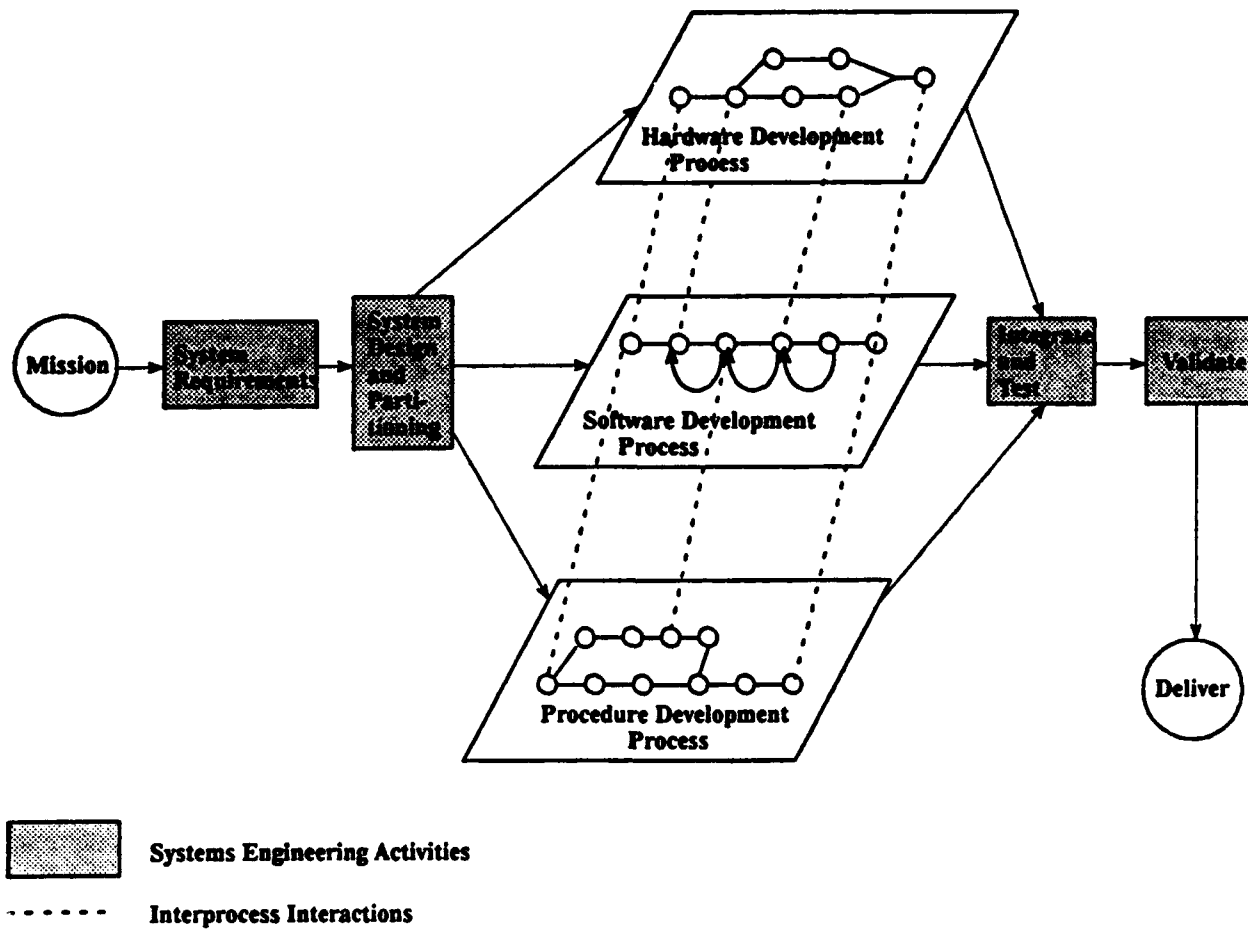 Hardware Development
Process
Mission
System
Requirements
System
Design
and
Parti-
tioning
Software Development
Process
Integrate
and
Test
Validate
Procedure Development
Process
Deliver
Systems Engineering Activities
Interprocess Interactions